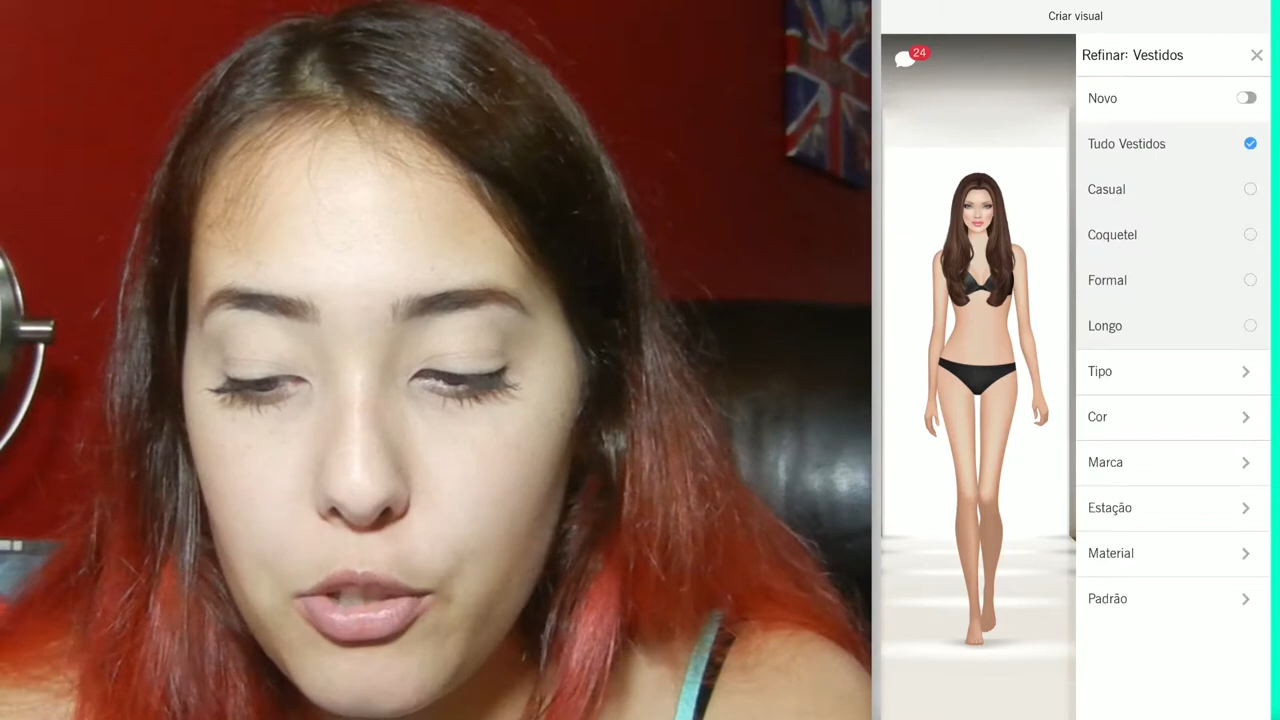 Criar visual
24
Refinar: Vestidos
Novo
Tudo Vestidos
Casual
Coquetel
Formal
Longo
Tipo
Cor
Marca
Estação
Material
Padrão